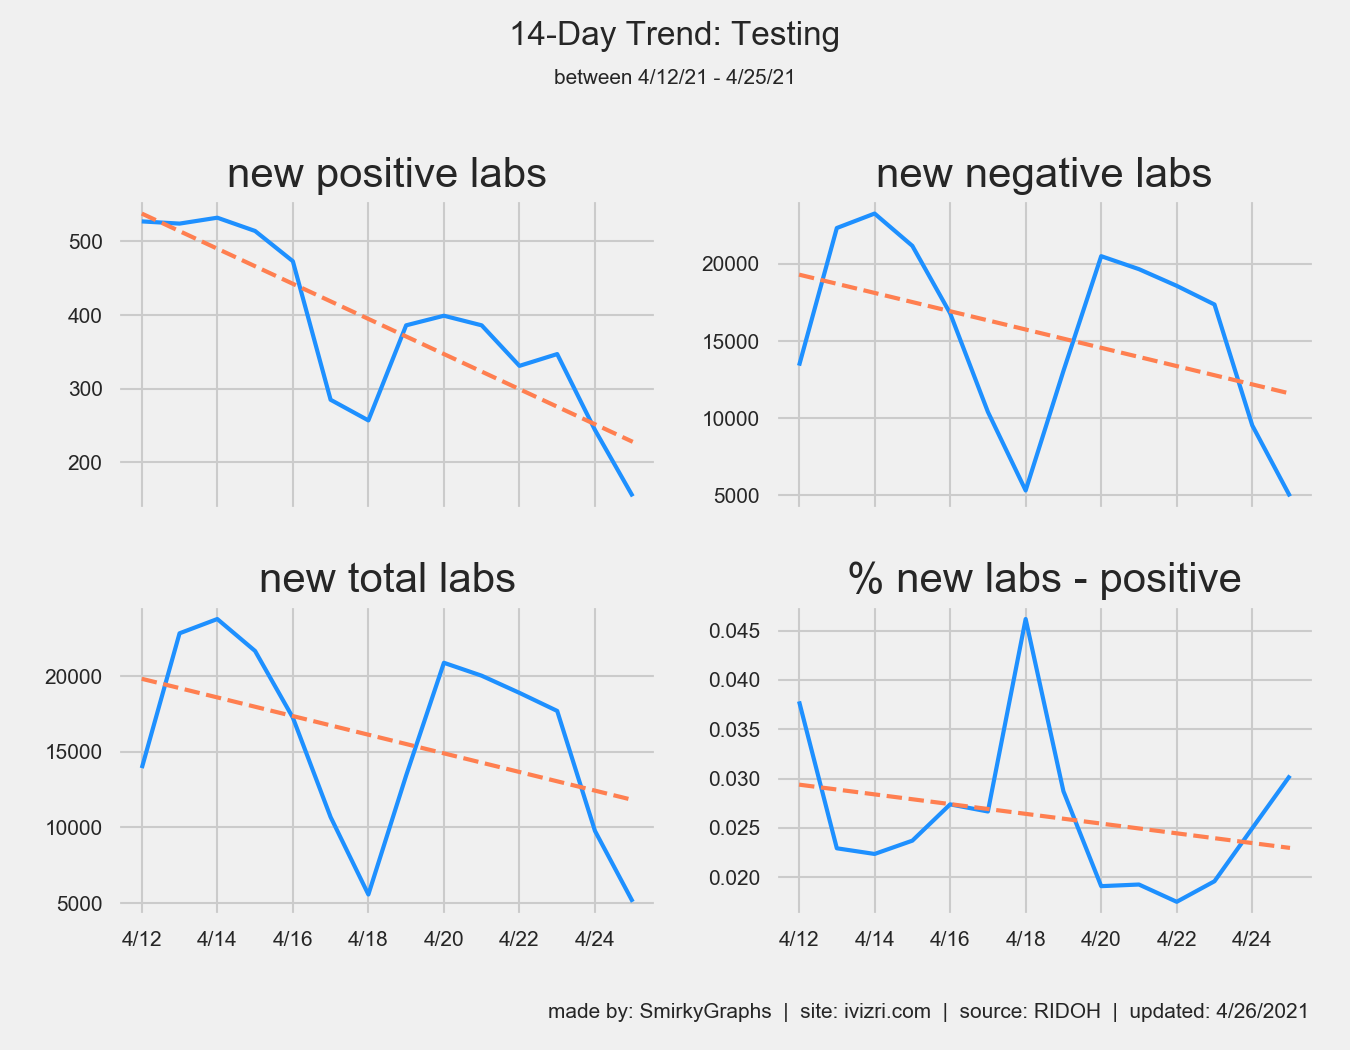 14-Day Trend: Testing
between 4/12/21 - 4/25/21
new positive labs
500
400
300
200
new negative labs
20000
15000
10000
5000
new total labs
20000
15000
10000
5000
4/12 4/14 4/16 4/18 4/20 4/22 4/24
% new labs - positive
0.045
0.040
0.035
0.030
0.025
0.020
4/12 4/14 4/16 4/18 4/20 4/22 4/24
made by: SmirkyGraphs | site: ivizri.com | source: RIDOH | updated: 4/26/2021